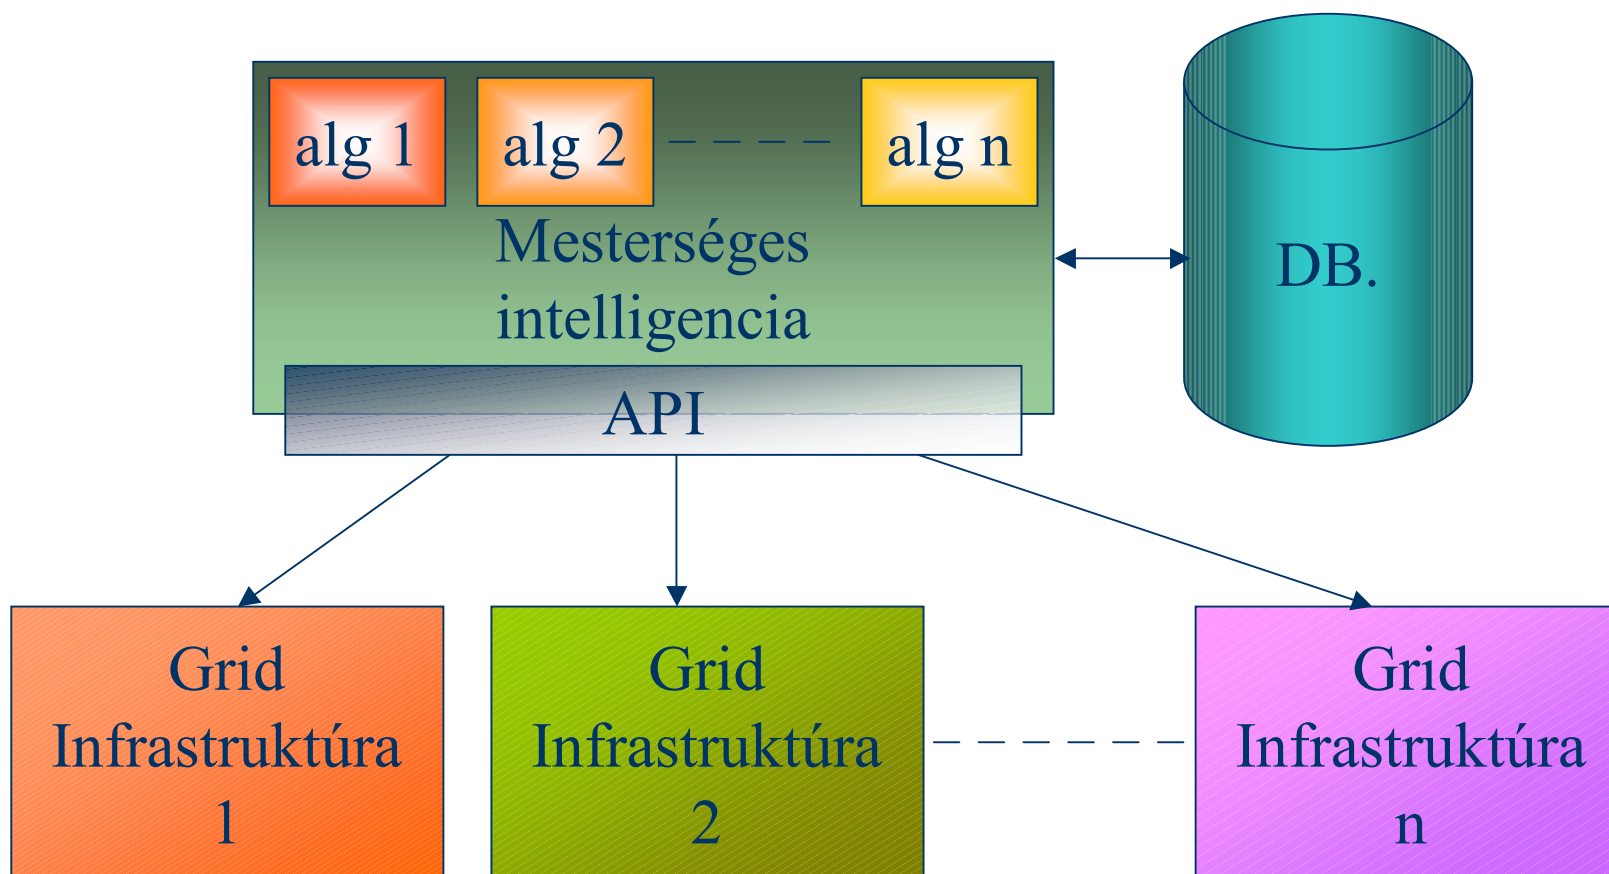 alg 1
alg 2
alg n
Mesterséges
intelligencia
DB.
API
Grid
Infrastruktúra
1
Grid
Infrastruktúra
2
Grid
Infrastruktúra
n